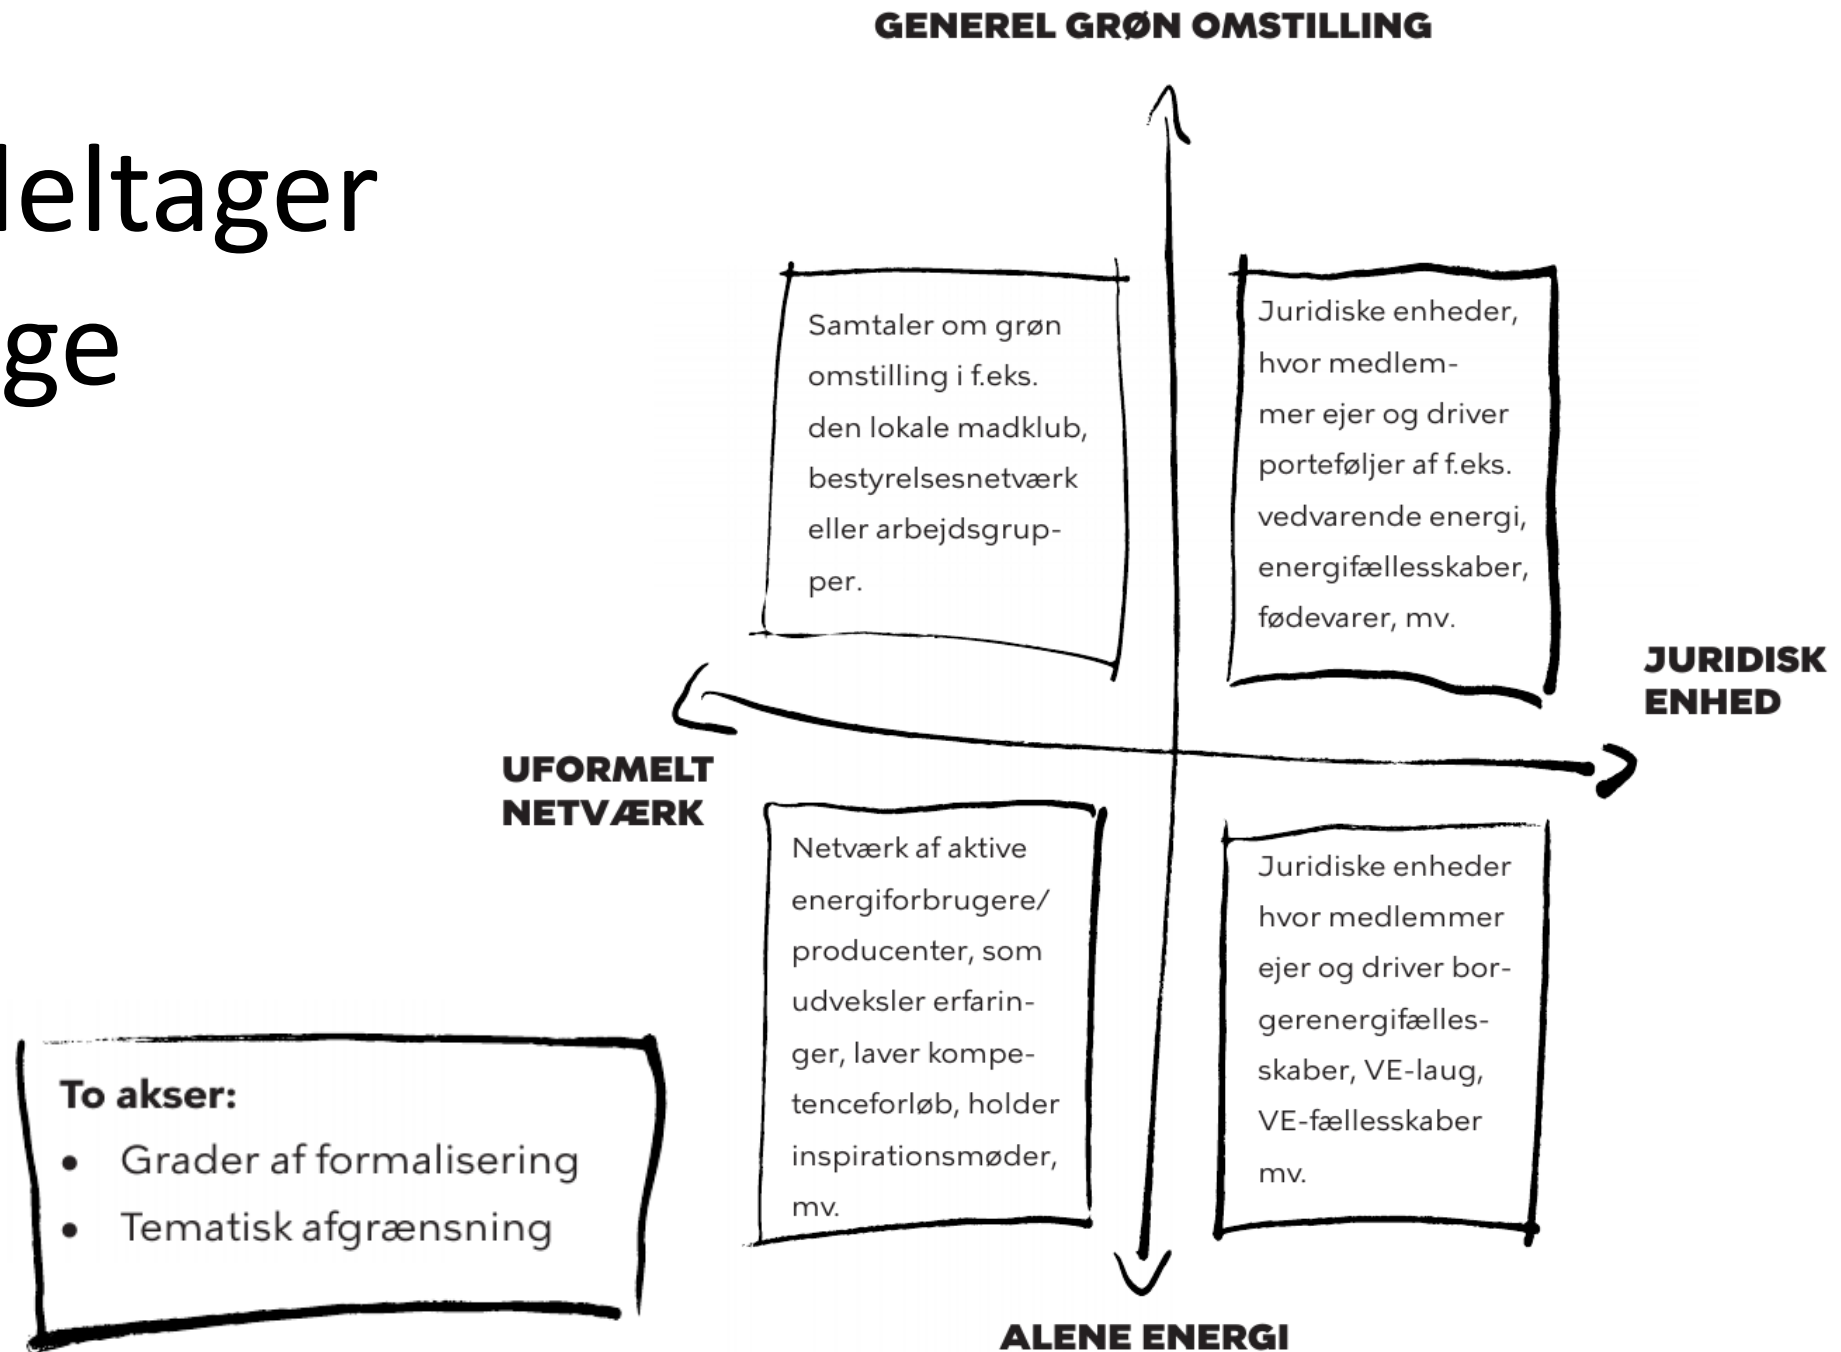 GENEREL GRØN OMSTILLING
deltager
ge
Samtaler om grøn
omstilling i f.eks.
den lokale madklub,
bestyrelsesnetværk
eller arbejdsgrup-
per.
Juridiske enheder,
hvor medlem-
mer ejer og driver
porteføljer af f.eks.
vedvarende energi,
energifællesskaber,
fødevarer, mv.
JURIDISK
ENHED
UFORMELT
NETVÆRK
Netværk af aktive
energiforbrugere/
producenter, som
udveksler erfarin-
ger, laver kompe-
tenceforløb, holder
inspirationsmøder,
mv.
Juridiske enheder
hvor medlemmer
ejer og driver bor-
gerenergifælles-
skaber, VE-laug,
VE-fællesskaber
mv.
To akser:
• Grader af formalisering
• Tematisk afgrænsning
ALENE ENERGI